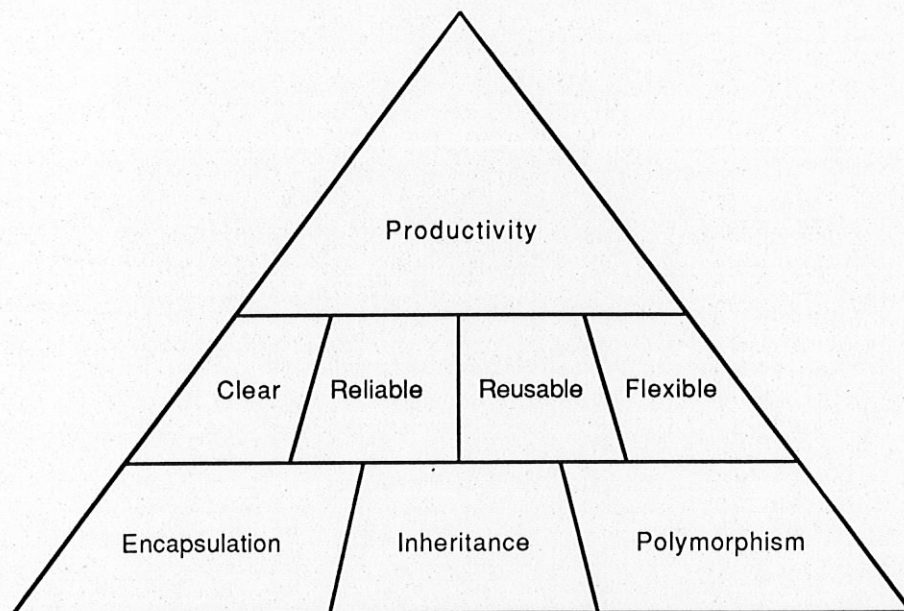 Productivity
Clear Reliable Reusable Flexible
Encapsulation Inheritance Polymorphism